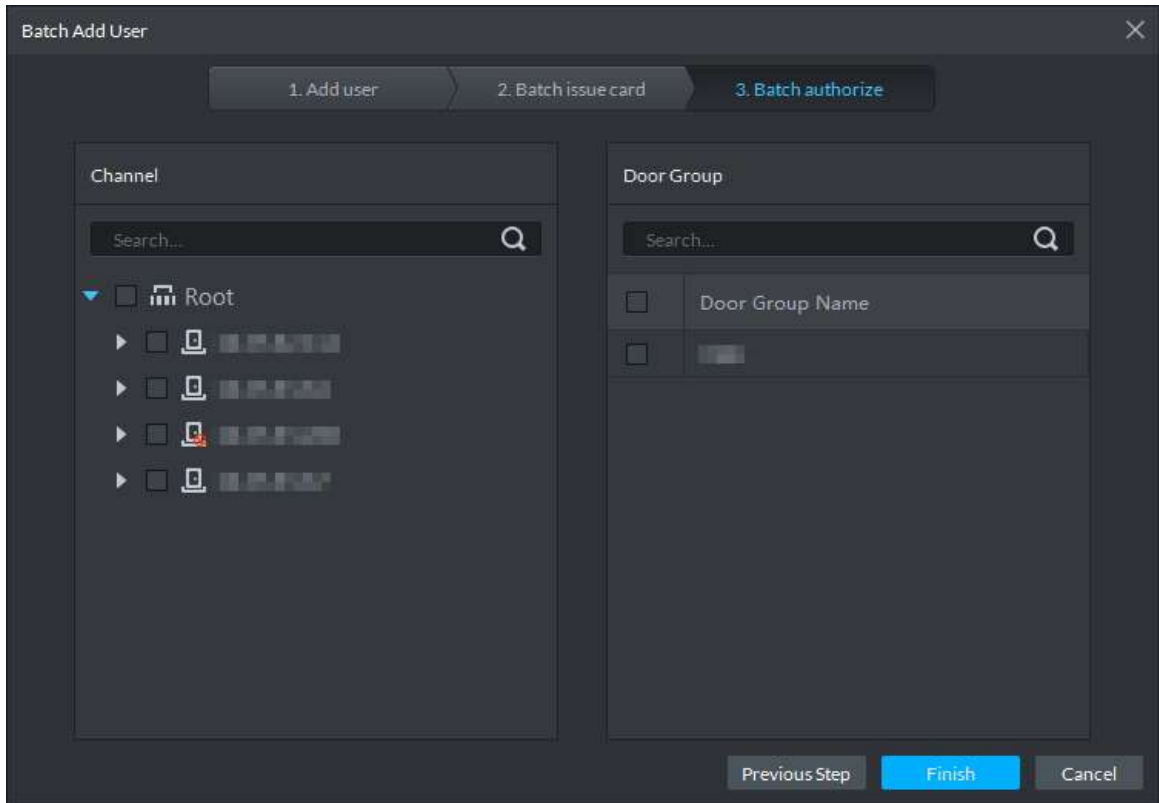 Batch Add User
1. Add user
2. Batch issue card
3. Batch authorize
Channel
Door Group
Search...
Search...
Root
Door Group Name
Previous Step
Finish
Cancel